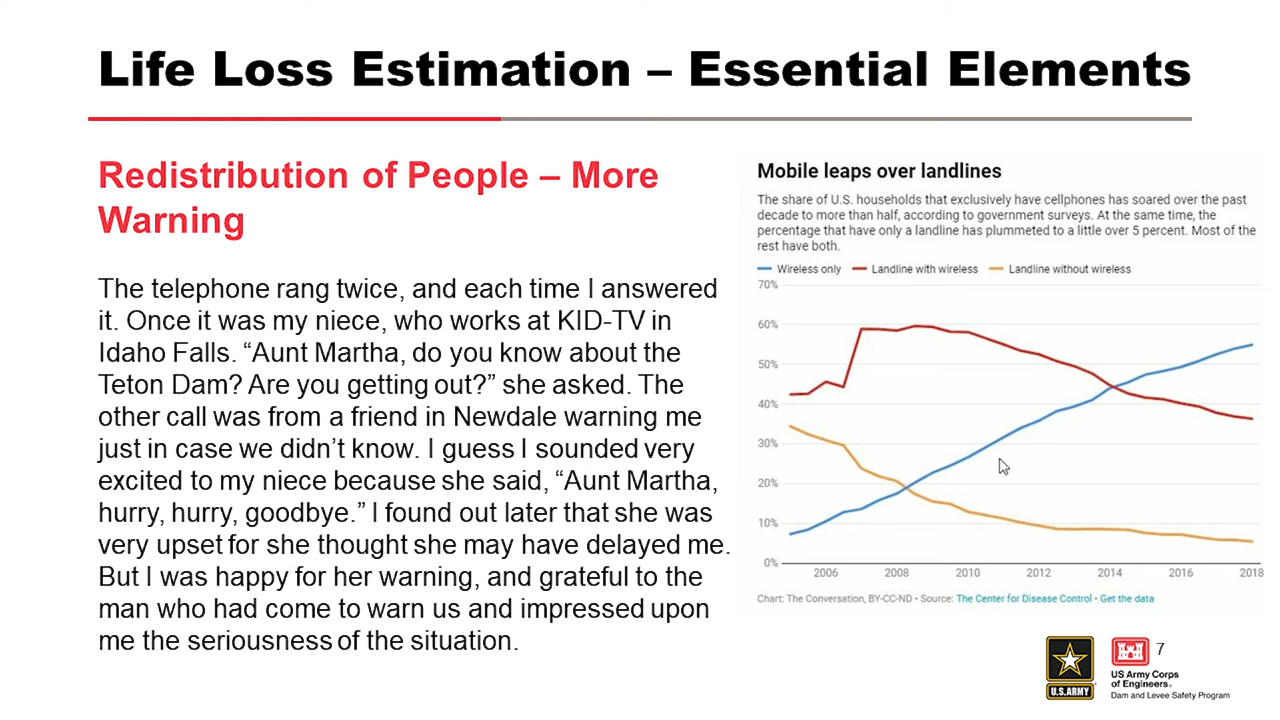 Life Loss Estimation – Essential Elements
Redistribution of People – More
Warning
The telephone rang twice, and each time I answered
it. Once it was my niece, who works at KID-TV in
Idaho Falls. “Aunt Martha, do you know about the
Teton Dam? Are you getting out?” she asked. The
other call was from a friend in Newdale warning me
just in case we didn’t know. I guess I sounded very
excited to my niece because she said, “Aunt Martha,
hurry, hurry, goodbye.” I found out later that she was
very upset for she thought she may have delayed me.
But I was happy for her warning, and grateful to the
man who had come to warn us and impressed upon
me the seriousness of the situation.
Mobile leaps over landlines
The share of U.S. households that exclusively have cellphones has soared over the past
decade to more than half, according to government surveys. At the same time, the
percentage that have only a landline has plummeted to a little over 5 percent. Most of the
rest have both.
Wireless only Landline with wireless Landline without wireless
70%
60%
50%
40%
30%
20%
10%
0%
2006 2008 2010 2012 2014 2016 2018
Chart: The Conversation, BY-CC-ND • Source: The Center for Disease Control • Get the data
7
U.S.ARMY
US Army Corps
of Engineers®
Dam and Levee Safety Program